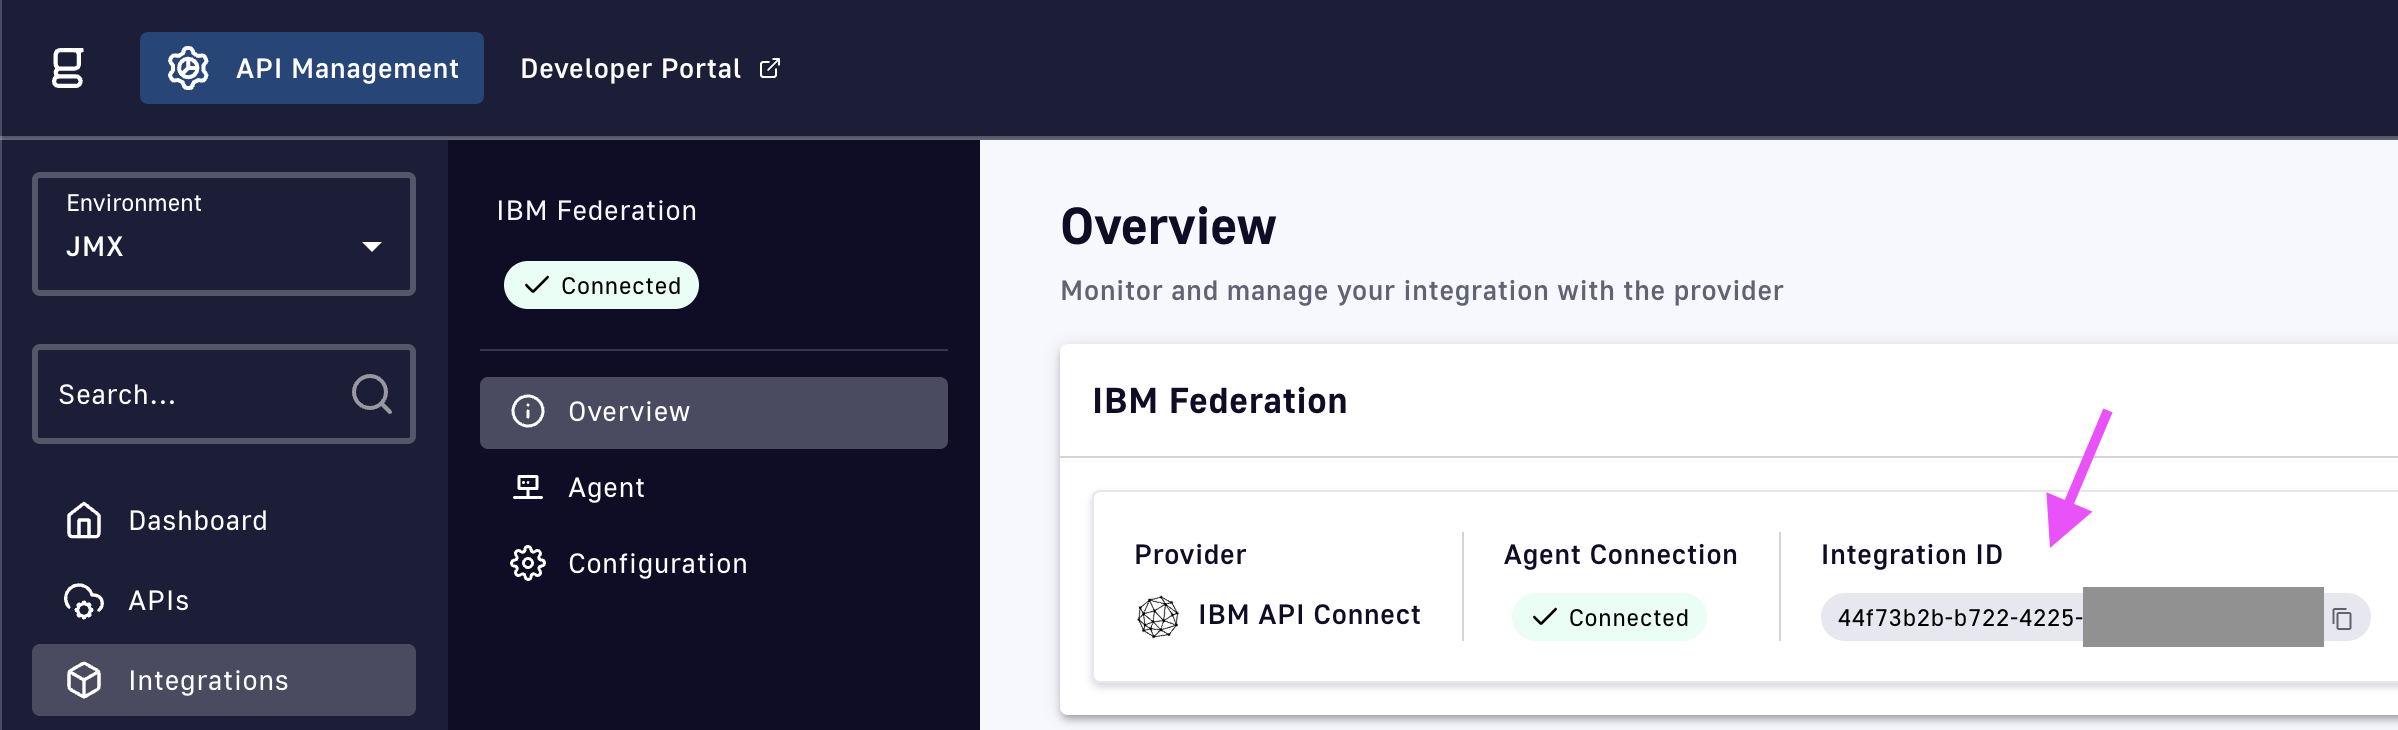 API Management
Developer Portal
Environment
JMX
Search...
Dashboard
APIs
Integrations
IBM Federation
Connected
Overview
Agent
Configuration
Overview
Monitor and manage your integration with the provider
IBM Federation
Provider
IBM API Connect
Agent Connection
Connected
Integration ID
44f73b2b-b722-4225-